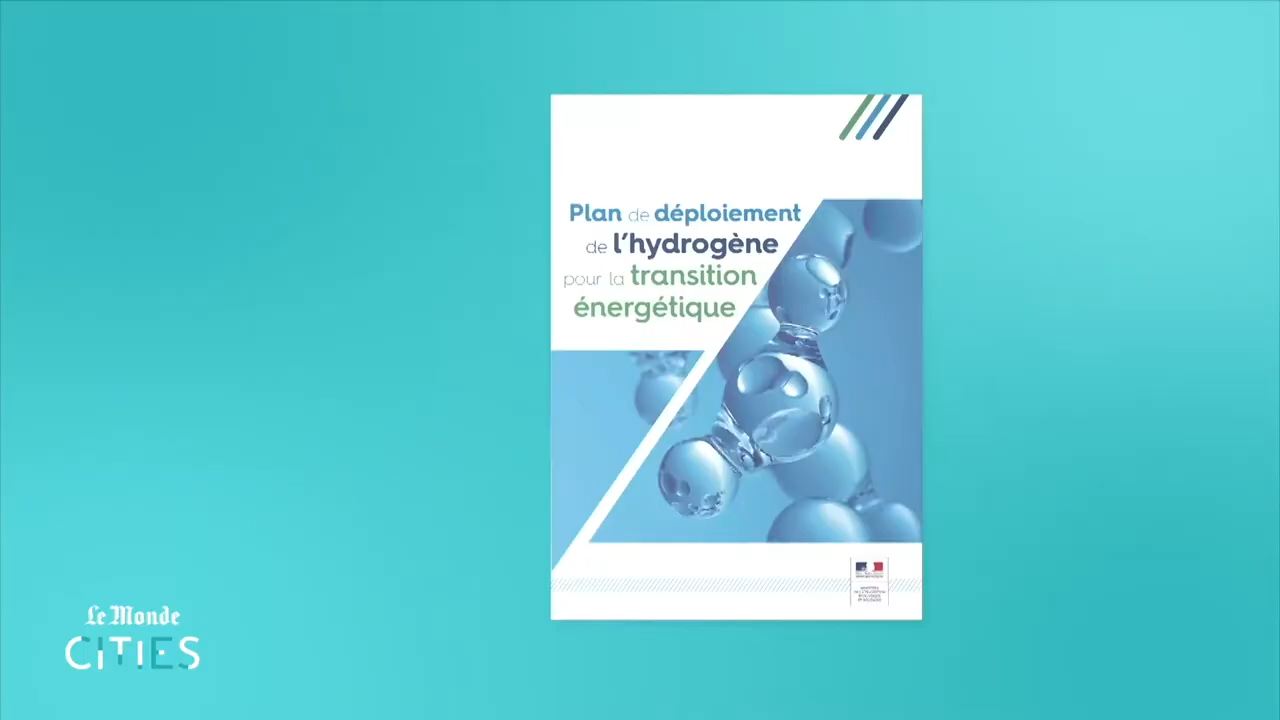 Plan de déploiement
de l’hydrogène
pour la transition
énergétique
Le Monde
CITIES